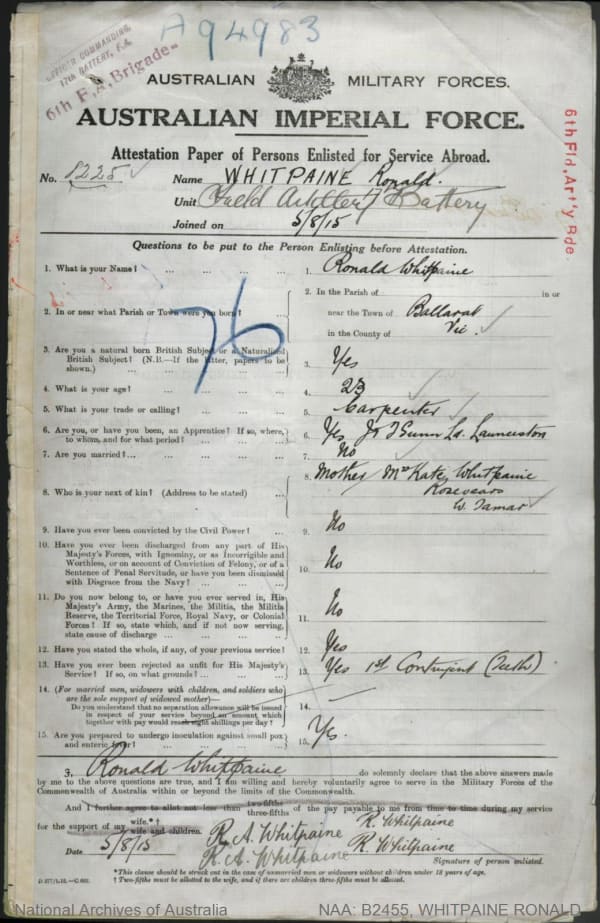 A94983
OFFICER COMMANDING,
17th BATTERY, F.A.
6th F.A. Brigade
AUSTRALIAN MILITARY FORCES.
AUSTRALIAN IMPERIAL FORCE.
6th Fld. Art'y Bde.
Attestation Paper of Persons Enlisted for Service Abroad.
No. 1225 Name WHITPAINE Ronald.
Unit Field Artillery Battery
Joined on 5/8/15
Questions to be put to the Person Enlisting before Attestation.
1. What is your Name? ... ... ... 1. Ronald Whitpaine
2. In or near what Parish or Town were you born? ... 2. In the Parish of in or
near the Town of Ballarat
in the County of Vic.
76
3. Are you a natural born British Subject or a Naturalized
British Subject? (N.B.—If the latter, papers to be
shown.) ... ... ... 3. Yes
4. What is your age? ... ... ... 4. 23
5. What is your trade or calling? ... ... ... 5. Carpenter
6. Are you, or have you been, an Apprentice? If so, where,
to whom, and for what period? ... ... ... 6. Yes J & T Gunn Ld. Launceston
7. Are you married? ... ... ... 7. No
8. Who is your next of kin? (Address to be stated) ... 8. Mother Mrs Kate Whitpaine
Rosevears
W. Tamar
9. Have you ever been convicted by the Civil Power? ... 9. No
10. Have you ever been discharged from any part of His
Majesty's Forces, with Ignominy, or as Incorrigible and
Worthless, or on account of Conviction of Felony, or of a
Sentence of Penal Servitude, or have you been dismissed
with Disgrace from the Navy? ... ... 10. No
11. Do you now belong to, or have you ever served in, His
Majesty's Army, the Marines, the Militia, the Militia
Reserve, the Territorial Force, Royal Navy, or Colonial
Forces? If so, state which, and if not now serving,
state cause of discharge ... ... ... 11. No
12. Have you stated the whole, if any, of your previous service? 12. Yes
13. Have you ever been rejected as unfit for His Majesty's
Service? If so, on what grounds? ... ... 13. Yes 1st Contingent (Teeth)
14. (For married men, widowers with children, and soldiers who
are the sole support of widowed mother)—
Do you understand that no separation allowance will be issued
in respect of your service beyond an amount which
together with pay would reach eight shillings per day? 14.
15. Are you prepared to undergo inoculation against small pox
and enteric fever? 15. Yes.
I, Ronald Whitpaine do solemnly declare that the above answers made
by me to the above questions are true, and I am willing and hereby voluntarily agree to serve in the Military Forces of the
Commonwealth of Australia within or beyond the limits of the Commonwealth.
And I further agree to allot not less than two-fifths
three-fifths of the pay payable to me from time to time during my service
for the support of my wife.*†
wife and children.
R. Whitpaine
R. A. Whitpaine
Date 5/8/15
R. A. Whitpaine
R. Whitpaine
Signature of person enlisted.
*This clause should be struck out in the case of unmarried men or widowers without children under 18 years of age.
† Two-fifths must be allotted to the wife, and if there are children three-fifths must be allotted.
National Archives of Australia NAA: B2455, WHITPAINE RONALD